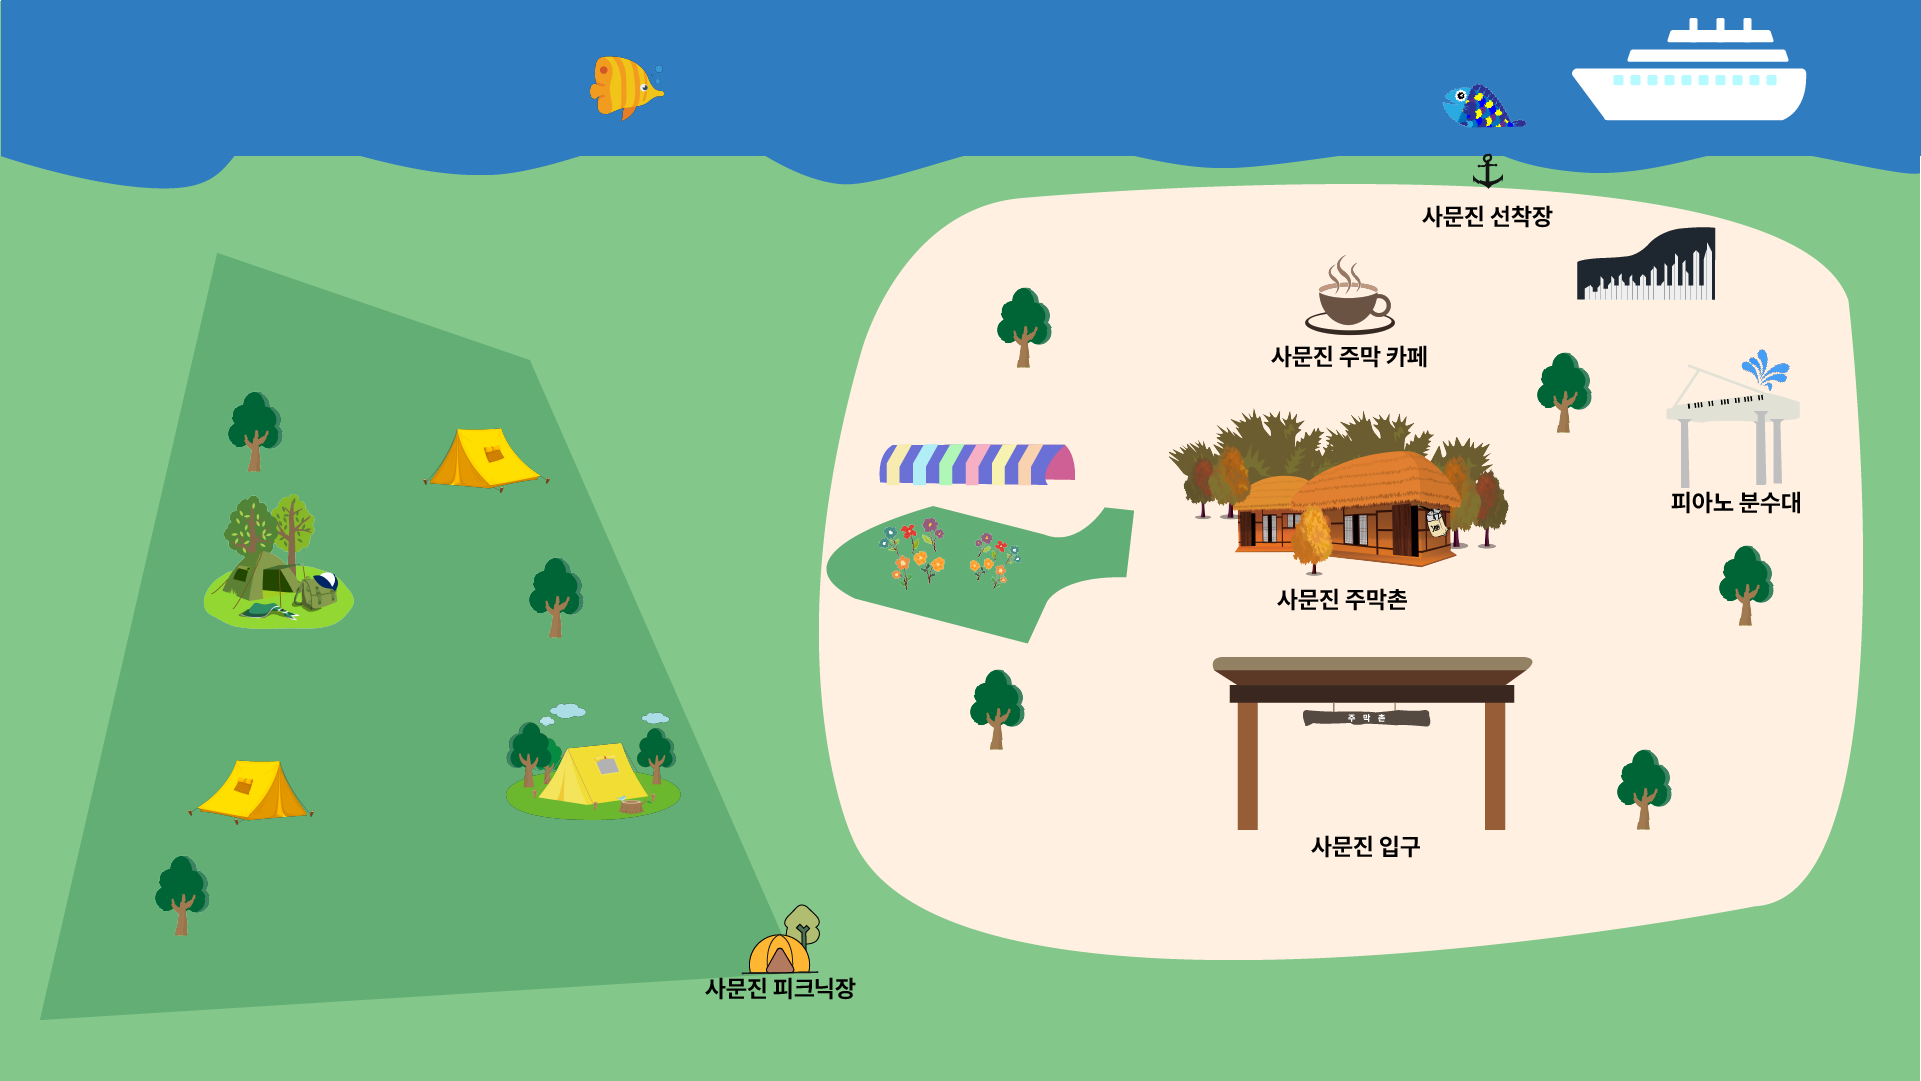 사문진 선착장
사문진 주막 카페
피아노 분수대
사문진 주막촌
주 막 촌
사문진 입구
사문진 피크닉장